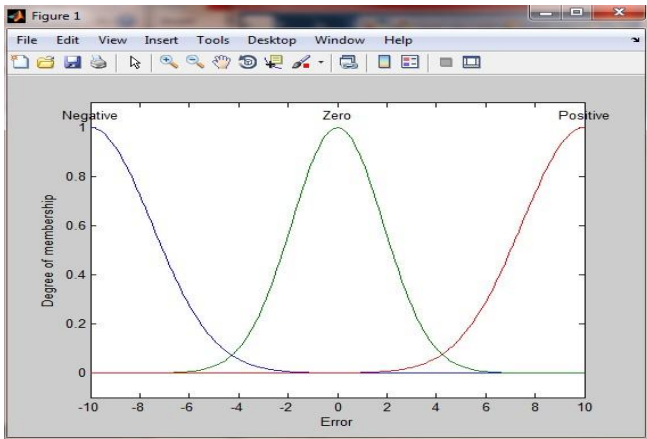 Figure 1
File Edit View Insert Tools Desktop Window Help
Negative Zero Positive
1
0.8
0.6
0.4
0.2
0
Degree of membership
-10 -8 -6 -4 -2 0 2 4 6 8 10
Error